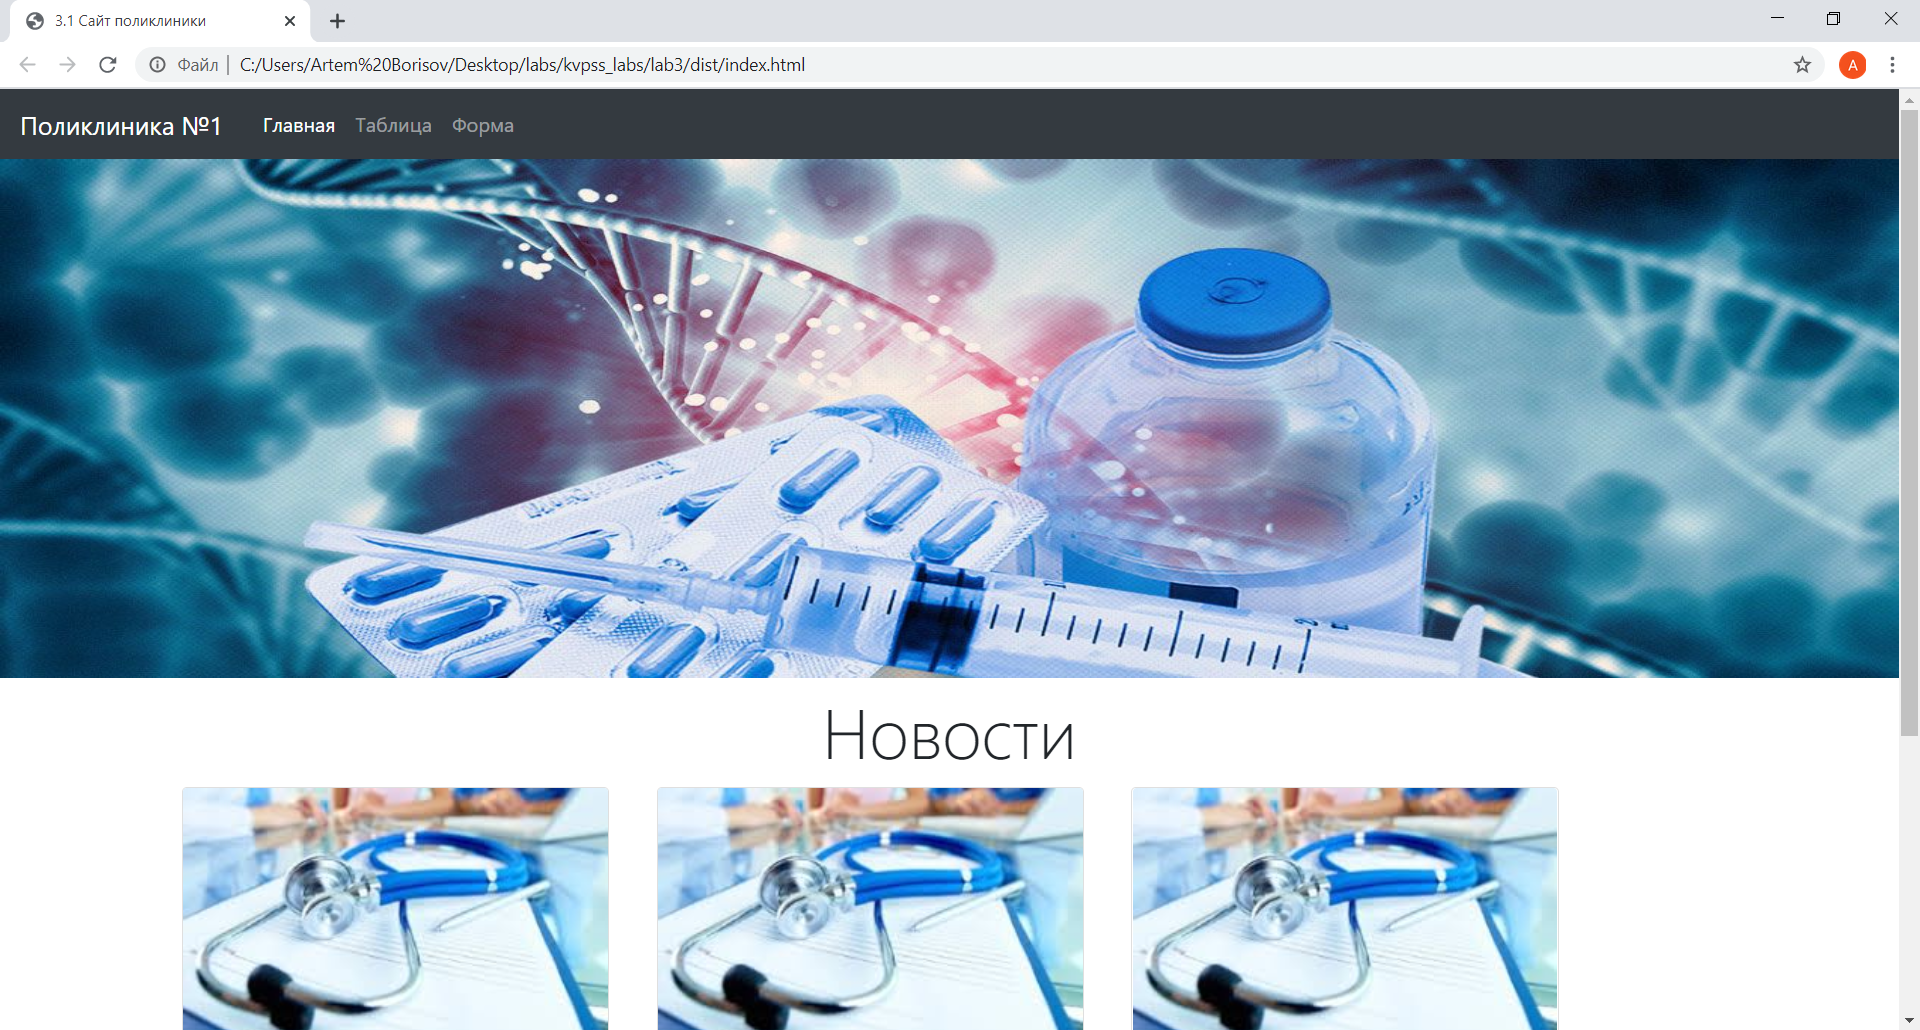 3.1 Сайт поликлиники
Файл | C:/Users/Artem%20Borisov/Desktop/labs/kvpss_labs/lab3/dist/index.html
A
Поликлиника №1 Главная Таблица Форма
Новости